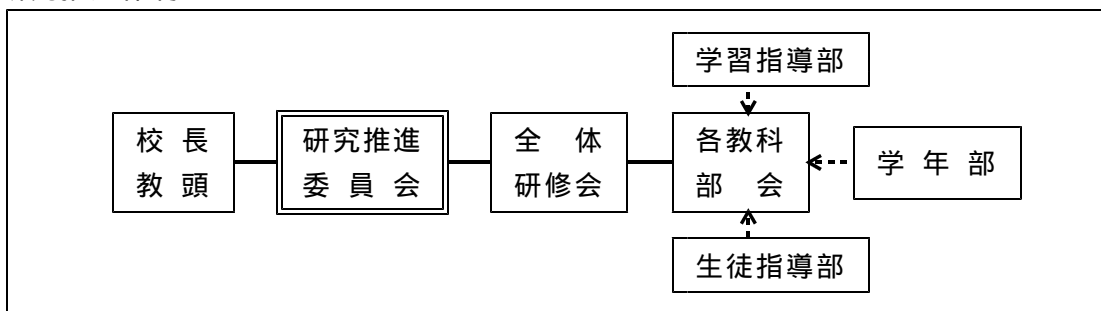 学習指導部
校 長
教 頭
研究推進
委 員 会
全 体
研修会
各教科
部 会
学 年 部
生徒指導部